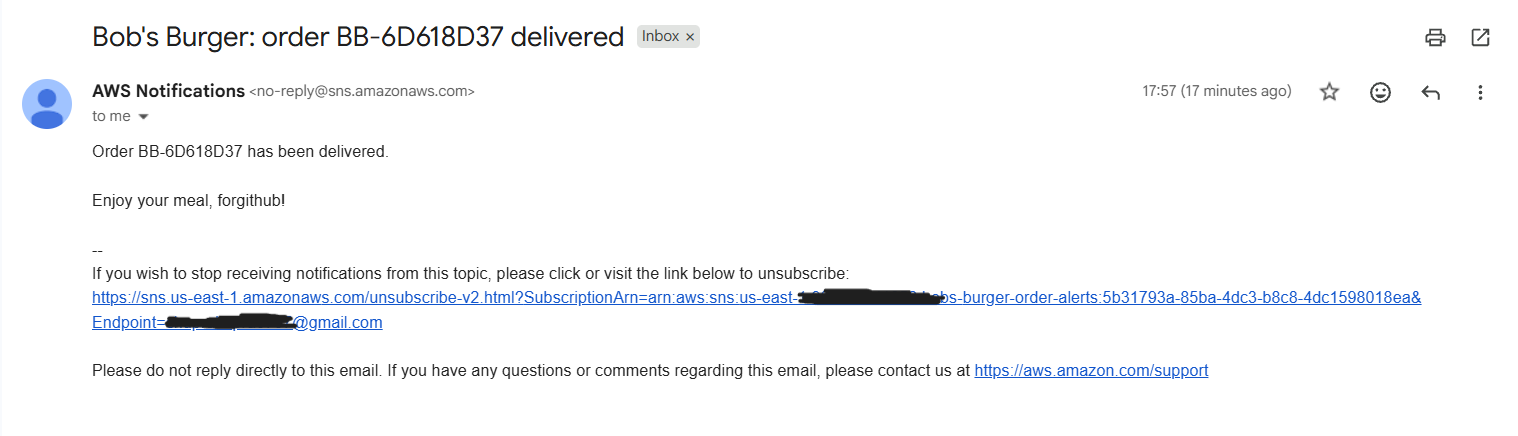 Bob's Burger: order BB-6D618D37 delivered Inbox ×
AWS Notifications <no-reply@sns.amazonaws.com> 17:57 (17 minutes ago)
to me
Order BB-6D618D37 has been delivered.
Enjoy your meal, forgithub!
--
If you wish to stop receiving notifications from this topic, please click or visit the link below to unsubscribe:
https://sns.us-east-1.amazonaws.com/unsubscribe-v2.html?SubscriptionArn=arn:aws:sns:us-east- bs-burger-order-alerts:5b31793a-85ba-4dc3-b8c8-4dc1598018ea&
Endpoint= @gmail.com
Please do not reply directly to this email. If you have any questions or comments regarding this email, please contact us at https://aws.amazon.com/support